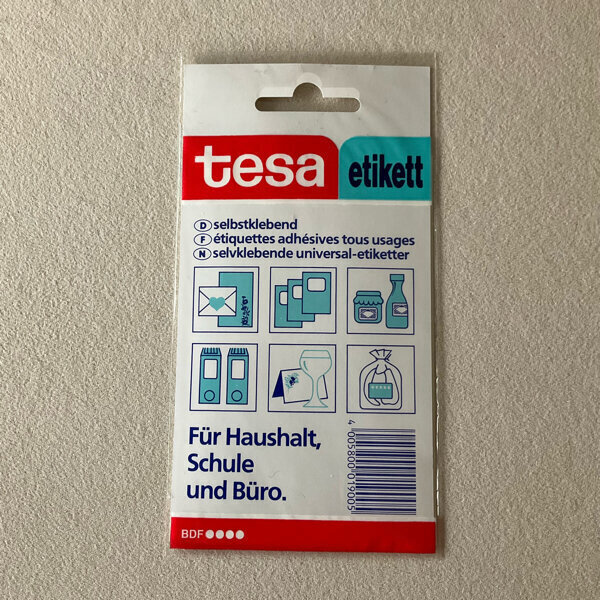 tesa
etikett
D selbstklebend
F étiquettes adhésives tous usages
N selvklebende universal-etiketter
Für Haushalt,
Schule
und Büro.
4 005800 019005
BDF